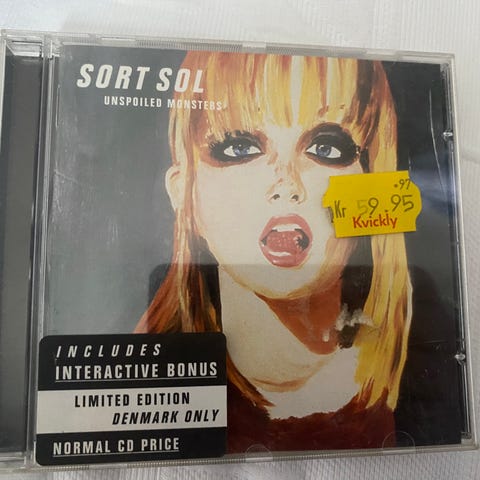 SORT SOL
UNSPOILED MONSTERS
*97
Kr 59.95
Kvickly
INCLUDES
INTERACTIVE BONUS
LIMITED EDITION
DENMARK ONLY
NORMAL CD PRICE